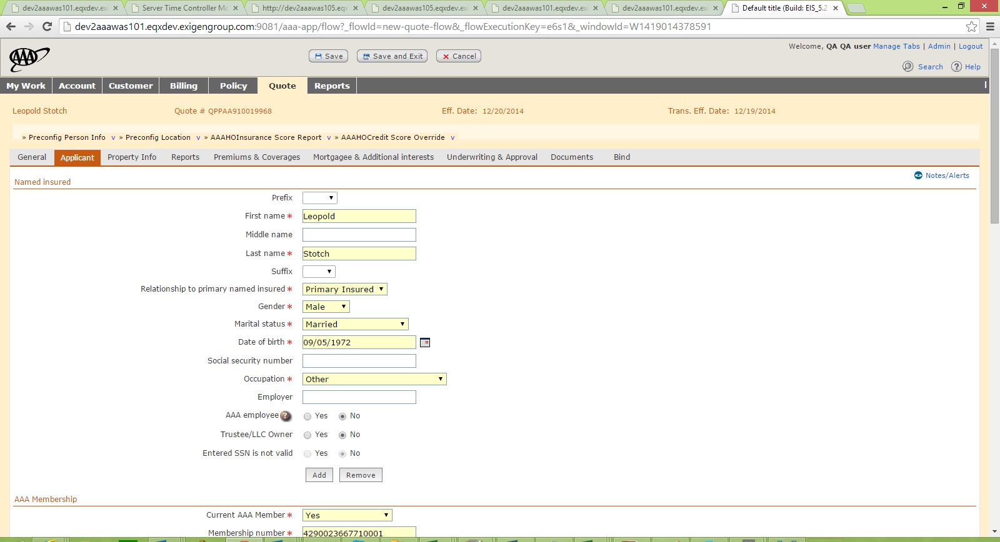 dev2aaawas101.eqxdev.exi
Server Time Controller Mo
http://dev2aaawas105.eqx
dev2aaawas105.eqxdev.exi
dev2aaawas101.eqxdev.exi
dev2aaawas101.eqxdev.exi
Default title (Build: EIS_5.2
dev2aaawas101.eqxdev.exigengroup.com:9081/aaa-app/flow?_flowId=new-quote-flow&_flowExecutionKey=e6s1&_windowId=W1419014378591
Welcome, QA QA user Manage Tabs | Admin | Logout
AAA
Save Save and Exit Cancel
Search Help
My Work Account Customer Billing Policy Quote Reports
Leopold Stotch Quote # QPPAA910019968 Eff. Date: 12/20/2014 Trans. Eff. Date: 12/19/2014
» Preconfig Person Info v » Preconfig Location v » AAAHOInsurance Score Report v » AAAHOCredit Score Override v
General Applicant Property Info Reports Premiums & Coverages Mortgagee & Additional interests Underwriting & Approval Documents Bind
Notes/Alerts
Named insured
Prefix
First name * Leopold
Middle name
Last name * Stotch
Suffix
Relationship to primary named insured * Primary Insured
Gender * Male
Marital status * Married
Date of birth * 09/05/1972
Social security number
Occupation * Other
Employer
AAA employee ? Yes No
Trustee/LLC Owner Yes No
Entered SSN is not valid Yes No
Add Remove
AAA Membership
Current AAA Member * Yes
Membership number * 4290023667710001